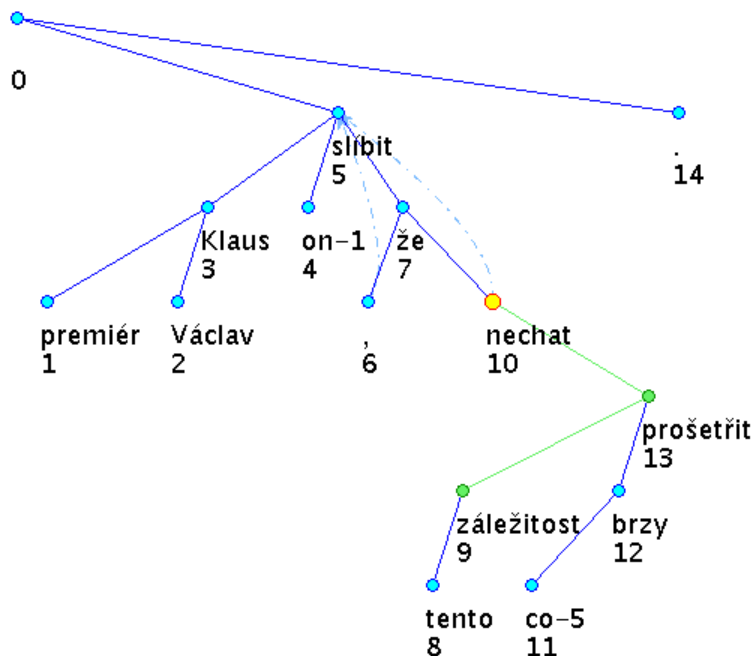 0
slíbit
5
.
14
Klaus
3
on-1
4
že
7
premiér
1
Václav
2
,
6
nechat
10
prošetřit
13
záležitost
9
brzy
12
tento
8
co-5
11